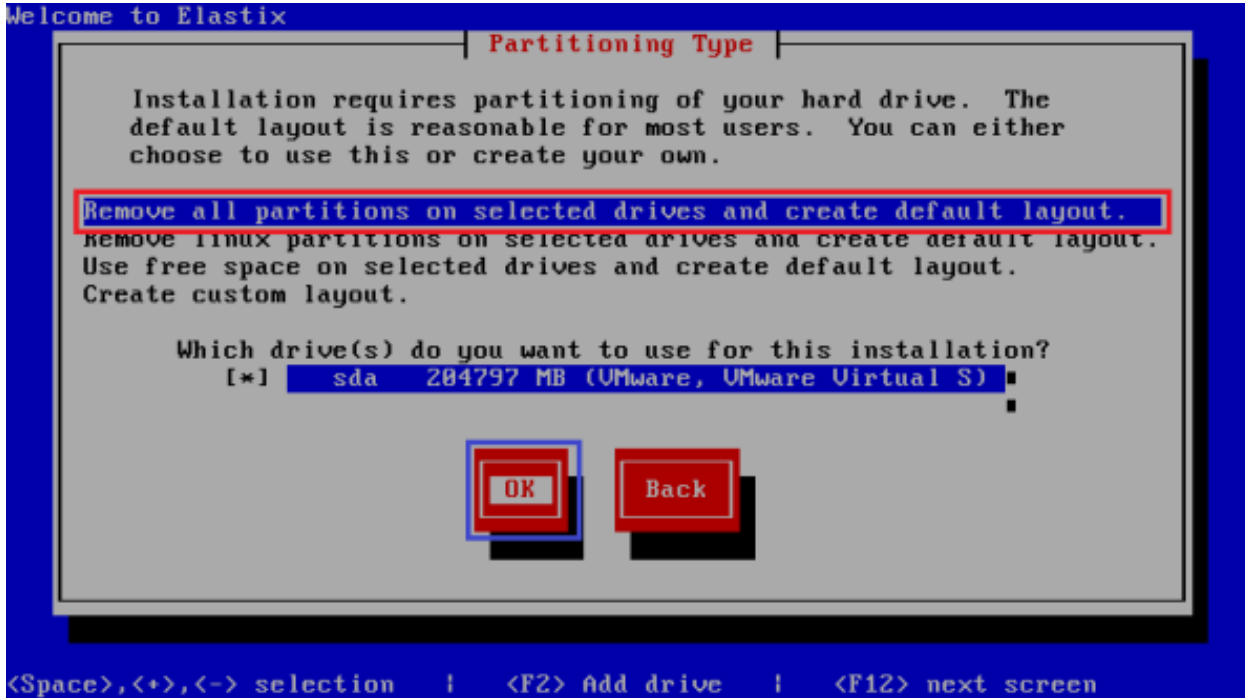 Welcome to Elastix
Partitioning Type
Installation requires partitioning of your hard drive. The
default layout is reasonable for most users. You can either
choose to use this or create your own.
Remove all partitions on selected drives and create default layout.
Remove linux partitions on selected drives and create default layout.
Use free space on selected drives and create default layout.
Create custom layout.
Which drive(s) do you want to use for this installation?
[*] sda 204797 MB (VMware, VMware Virtual S)
OK Back
<Space>,<+>,<-> selection | <F2> Add drive | <F12> next screen